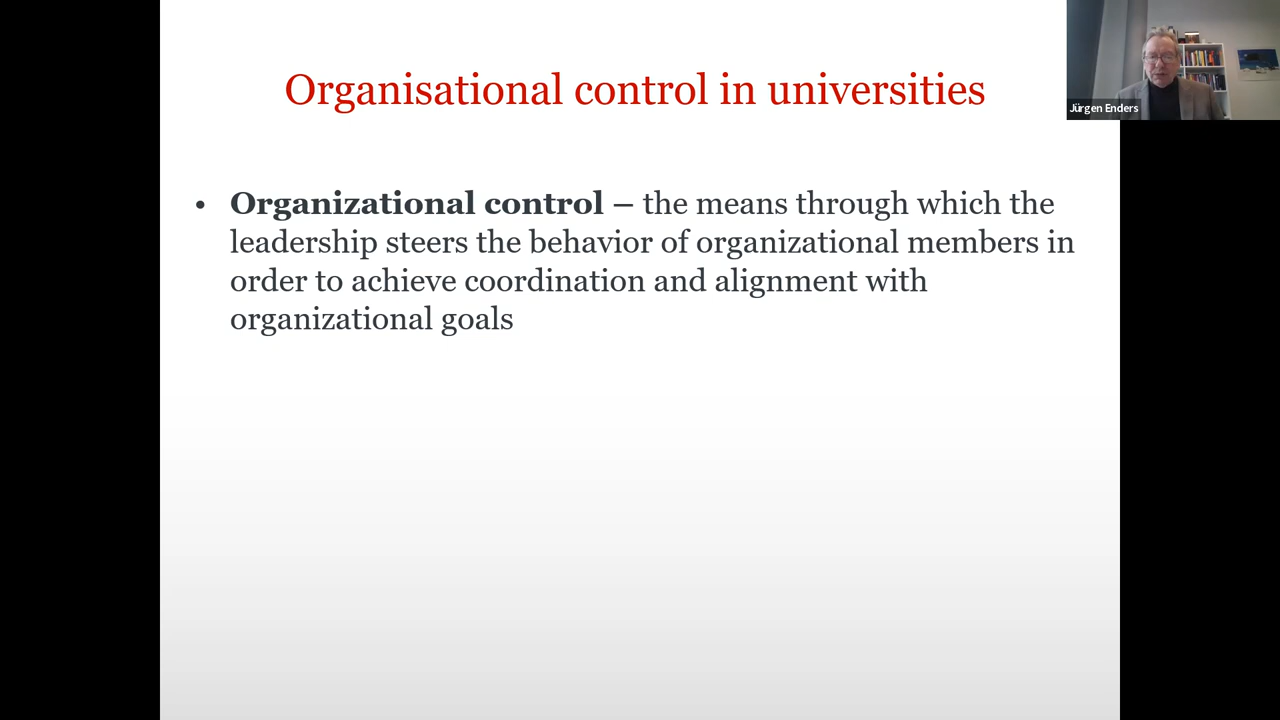 Organisational control in universities
Jürgen Enders
• Organizational control – the means through which the
leadership steers the behavior of organizational members in
order to achieve coordination and alignment with
organizational goals